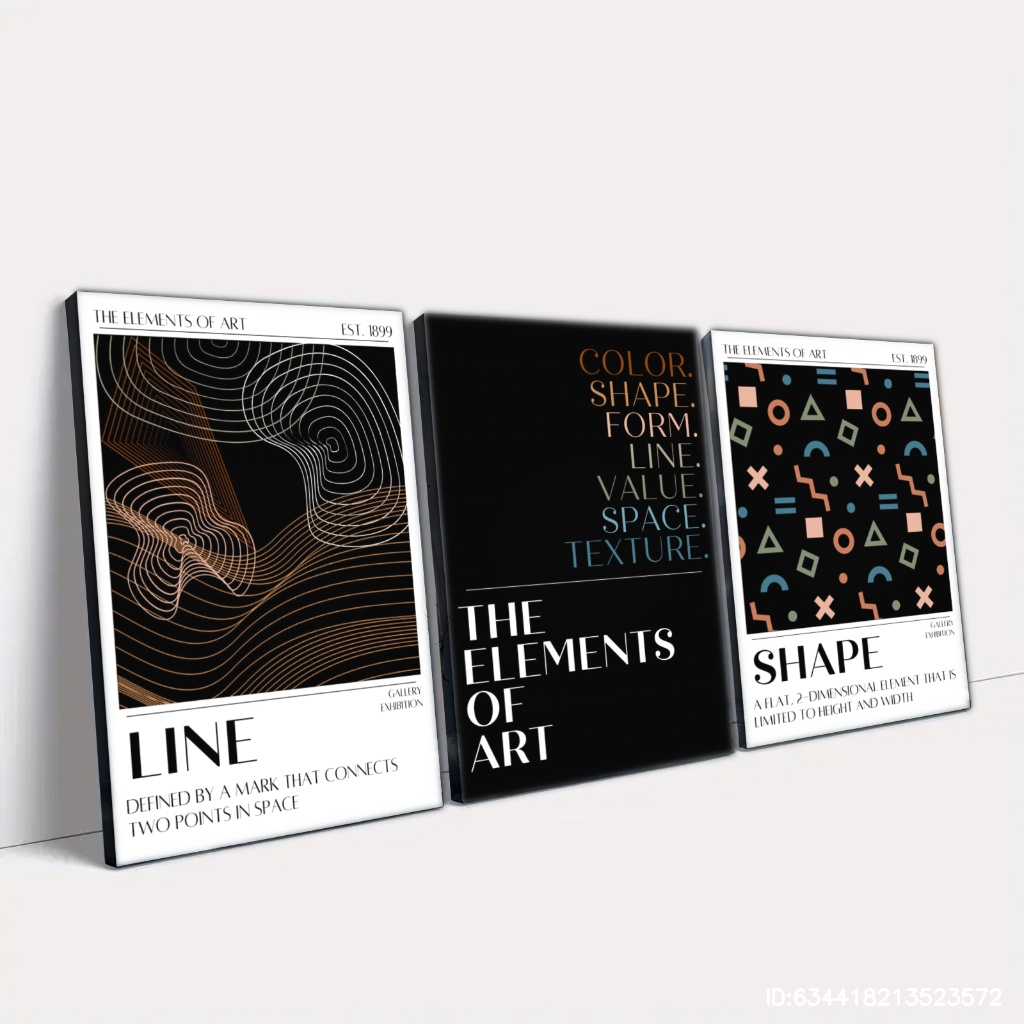 THE ELEMENTS OF ART
EST. 1899
GALLERY
EXHIBITION
LINE
DEFINED BY A MARK THAT CONNECTS
TWO POINTS IN SPACE
COLOR.
SHAPE.
FORM.
LINE.
VALUE.
SPACE.
TEXTURE.
THE
ELEMENTS
OF
ART
THE ELEMENTS OF ART
EST. 1899
GALLERY
EXHIBITION
SHAPE
A FLAT, 2-DIMENSIONAL ELEMENT THAT IS
LIMITED TO HEIGHT AND WIDTH
ID:634418213523572